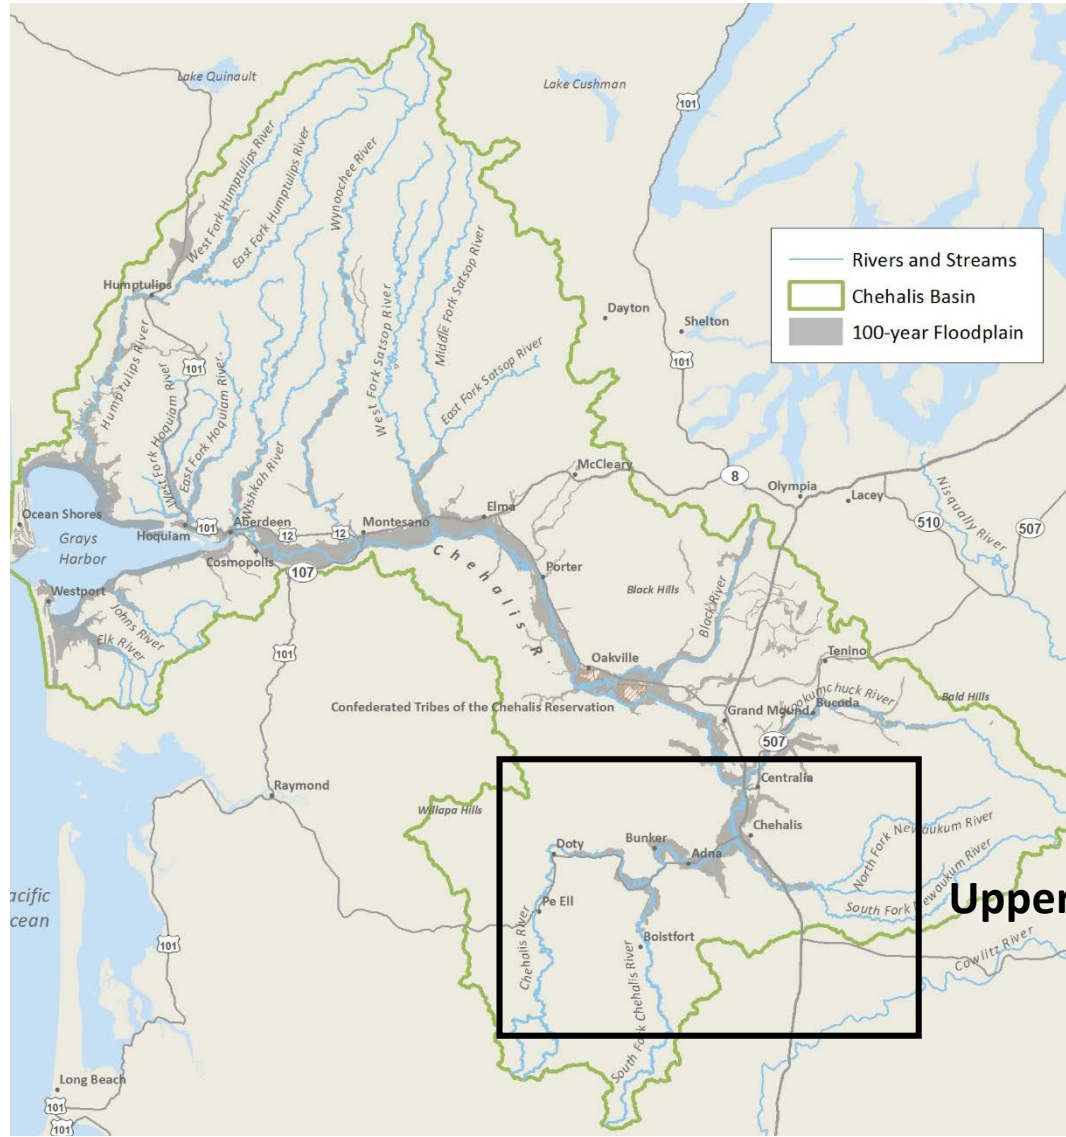 Lake Quinault
Lake Cushman
101
101
West Fork Humptulips River
East Fork Humptulips River
Wynoochee River
West Fork Satsop River
Middle Fork Satsop River
East Fork Satsop River
Rivers and Streams
Chehalis Basin
100-year Floodplain
Humptulips
Dayton
Shelton
101
101
Humptulips River
West Fork Hoquiam River
East Fork Hoquiam River
Wishkah River
McCleary
8
Olympia
Lacey
510
507
Nisqually River
Ocean Shores
Grays
Harbor
Hoquiam
101
Aberdeen
12
12
Montesano
Elma
Cosmopolis
107
Chehalis R.
Porter
Black Hills
Black River
Westport
Johns River
Elk River
101
Oakville
Tenino
Confederated Tribes of the Chehalis Reservation
Grand Mound
Bucoda
Bald Hills
507
Centralia
Raymond
Willapa Hills
Chehalis
Doty
Bunker
Adna
North Fork Newaukum River
South Fork Newaukum River
Upper
acific
cean
Pe Ell
Chehalis River
Boistfort
South Fork Chehalis River
Cowlitz River
101
Long Beach
101
101